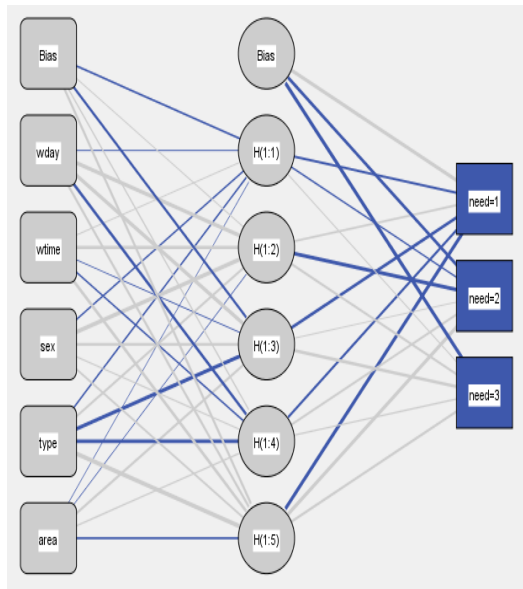 Bias
wday
wtime
sex
type
area
Bias
H(1:1)
H(1:2)
H(1:3)
H(1:4)
H(1:5)
need=1
need=2
need=3